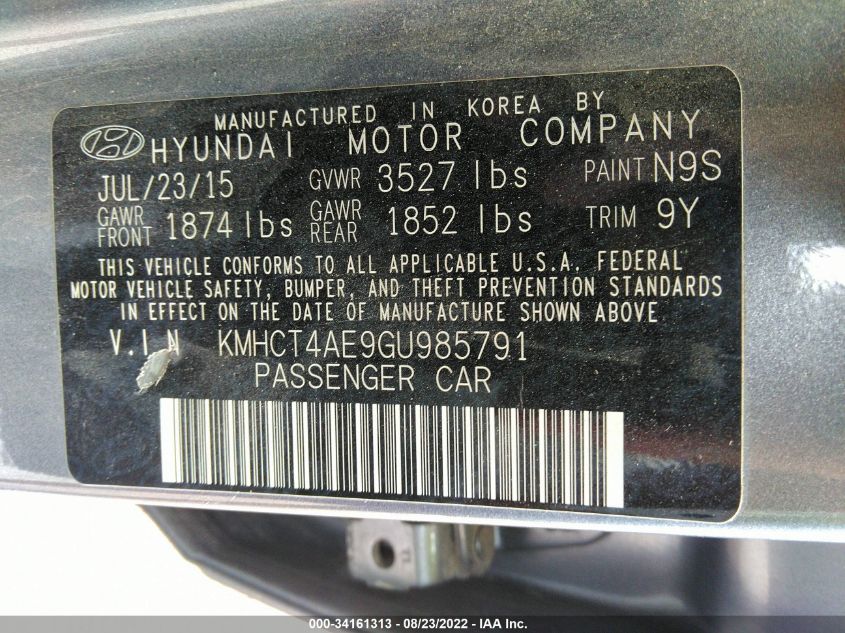 MANUFACTURED IN KOREA BY
HYUNDAI MOTOR COMPANY
JUL/23/15 GVWR 3527 lbs PAINT N9S
GAWR FRONT 1874 lbs GAWR REAR 1852 lbs TRIM 9Y
THIS VEHICLE CONFORMS TO ALL APPLICABLE U.S.A. FEDERAL
MOTOR VEHICLE SAFETY, BUMPER, AND THEFT PREVENTION STANDARDS
IN EFFECT ON THE DATE OF MANUFACTURE SHOWN ABOVE.
V.I.N KMHCT4AE9GU985791
PASSENGER CAR
000-34161313 - 08/23/2022 - IAA Inc.